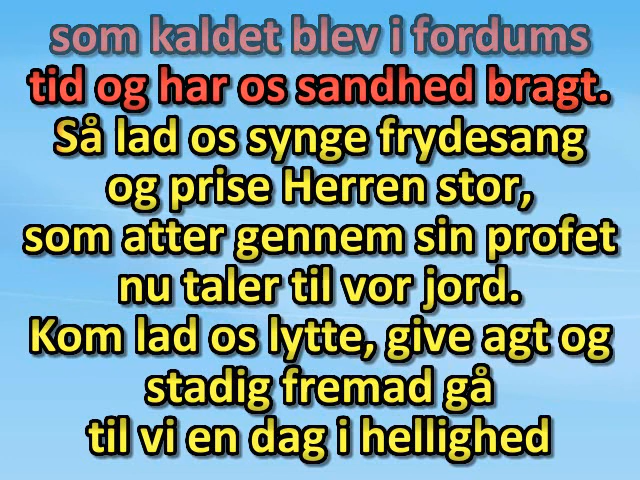 som kaldet blev i fordums
tid og har os sandhed bragt.
Så lad os synge frydesang
og prise Herren stor,
som atter gennem sin profet
nu taler til vor jord.
Kom lad os lytte, give agt og
stadig fremad gå
til vi en dag i hellighed